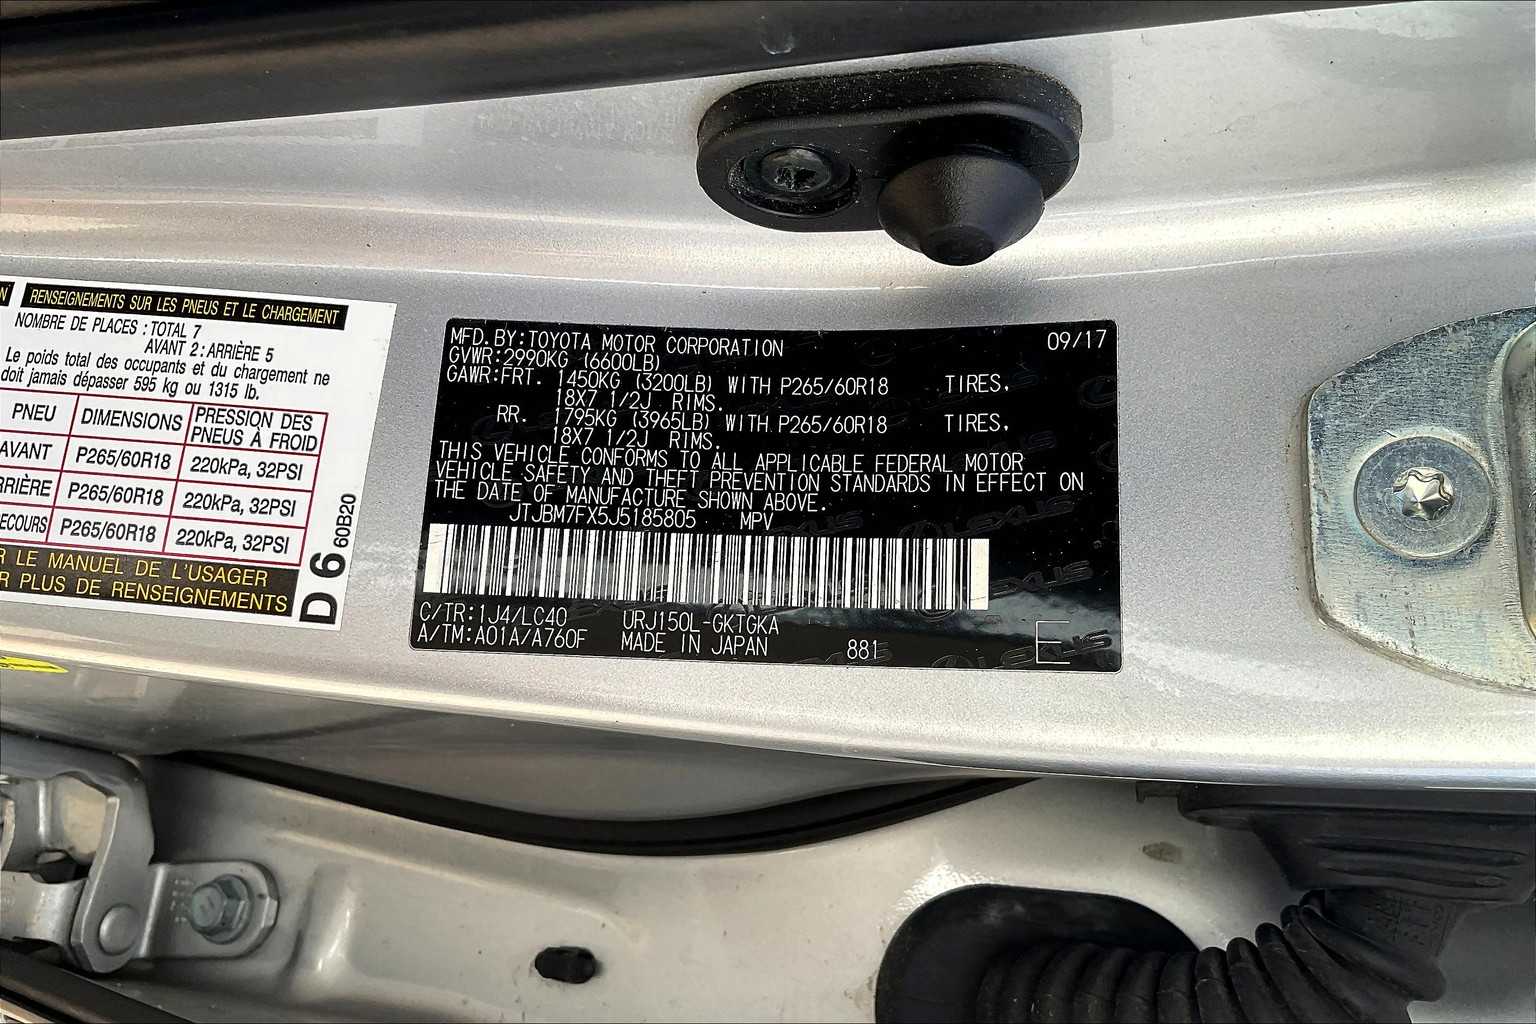 N
RENSEIGNEMENTS SUR LES PNEUS ET LE CHARGEMENT
NOMBRE DE PLACES : TOTAL 7
AVANT 2 : ARRIÈRE 5
Le poids total des occupants et du chargement ne
doit jamais dépasser 595 kg ou 1315 lb.
PNEU DIMENSIONS PRESSION DES PNEUS À FROID
AVANT P265/60R18 220kPa, 32PSI
RRIÈRE P265/60R18 220kPa, 32PSI
ECOURS P265/60R18 220kPa, 32PSI
R LE MANUEL DE L'USAGER
R PLUS DE RENSEIGNEMENTS
D 6 60B20
MFD. BY: TOYOTA MOTOR CORPORATION 09/17
GVWR: 2990KG (6600LB)
GAWR: FRT. 1450KG (3200LB) WITH P265/60R18 TIRES.
18X7 1/2J RIMS.
RR. 1795KG (3965LB) WITH P265/60R18 TIRES.
18X7 1/2J RIMS.
THIS VEHICLE CONFORMS TO ALL APPLICABLE FEDERAL MOTOR
VEHICLE SAFETY AND THEFT PREVENTION STANDARDS IN EFFECT ON
THE DATE OF MANUFACTURE SHOWN ABOVE.
JTJBM7FX5J5185805 MPV
C/TR: 1J4/LC40 URJ150L-GKTGKA
A/TM: A01A/A760F MADE IN JAPAN 881 E
LEXUS